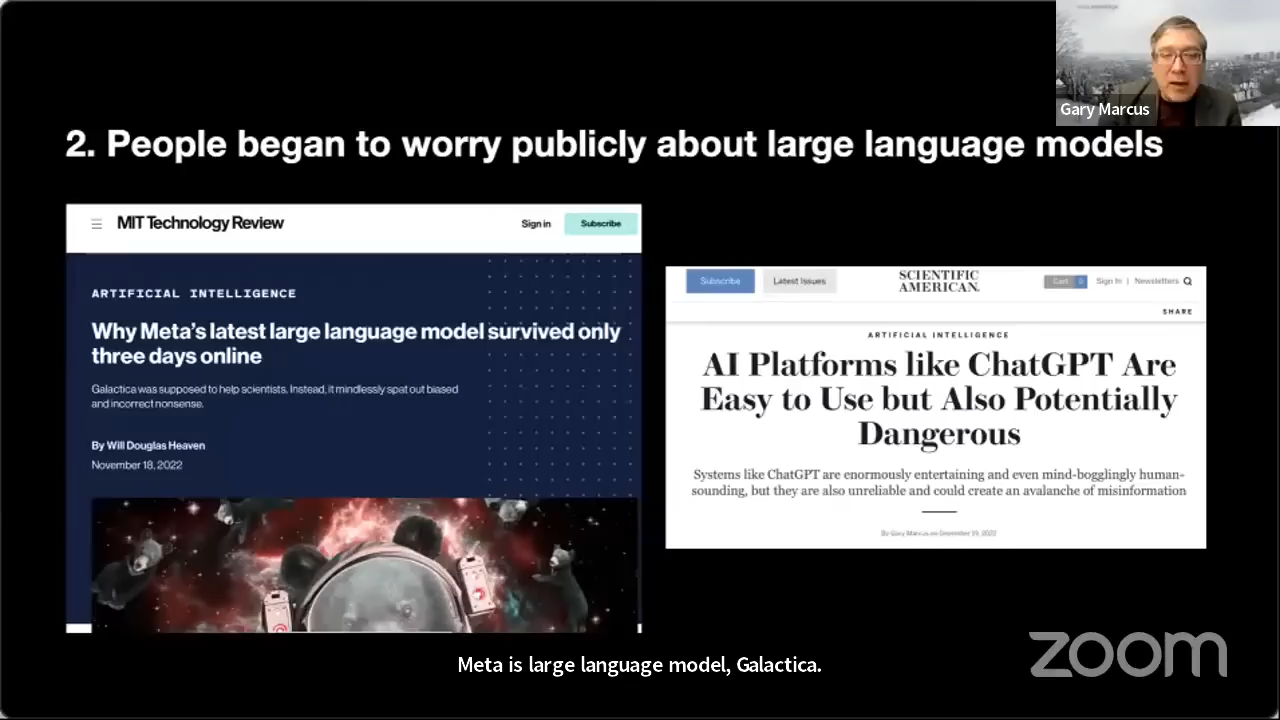 Gary Marcus
2. People began to worry publicly about large language models
MIT Technology Review
Sign in
Subscribe
ARTIFICIAL INTELLIGENCE
Why Meta's latest large language model survived only
three days online
Galactica was supposed to help scientists. Instead, it mindlessly spat out biased
and incorrect nonsense.
By Will Douglas Heaven
November 18, 2022
Subscribe
Latest Issues
SCIENTIFIC
AMERICAN.
Cart 0
Sign In | Newsletters
SHARE
ARTIFICIAL INTELLIGENCE
AI Platforms like ChatGPT Are
Easy to Use but Also Potentially
Dangerous
Systems like ChatGPT are enormously entertaining and even mind-bogglingly human-
sounding, but they are also unreliable and could create an avalanche of misinformation
By Gary Marcus on December 19, 2022
Meta is large language model, Galactica.
zoom